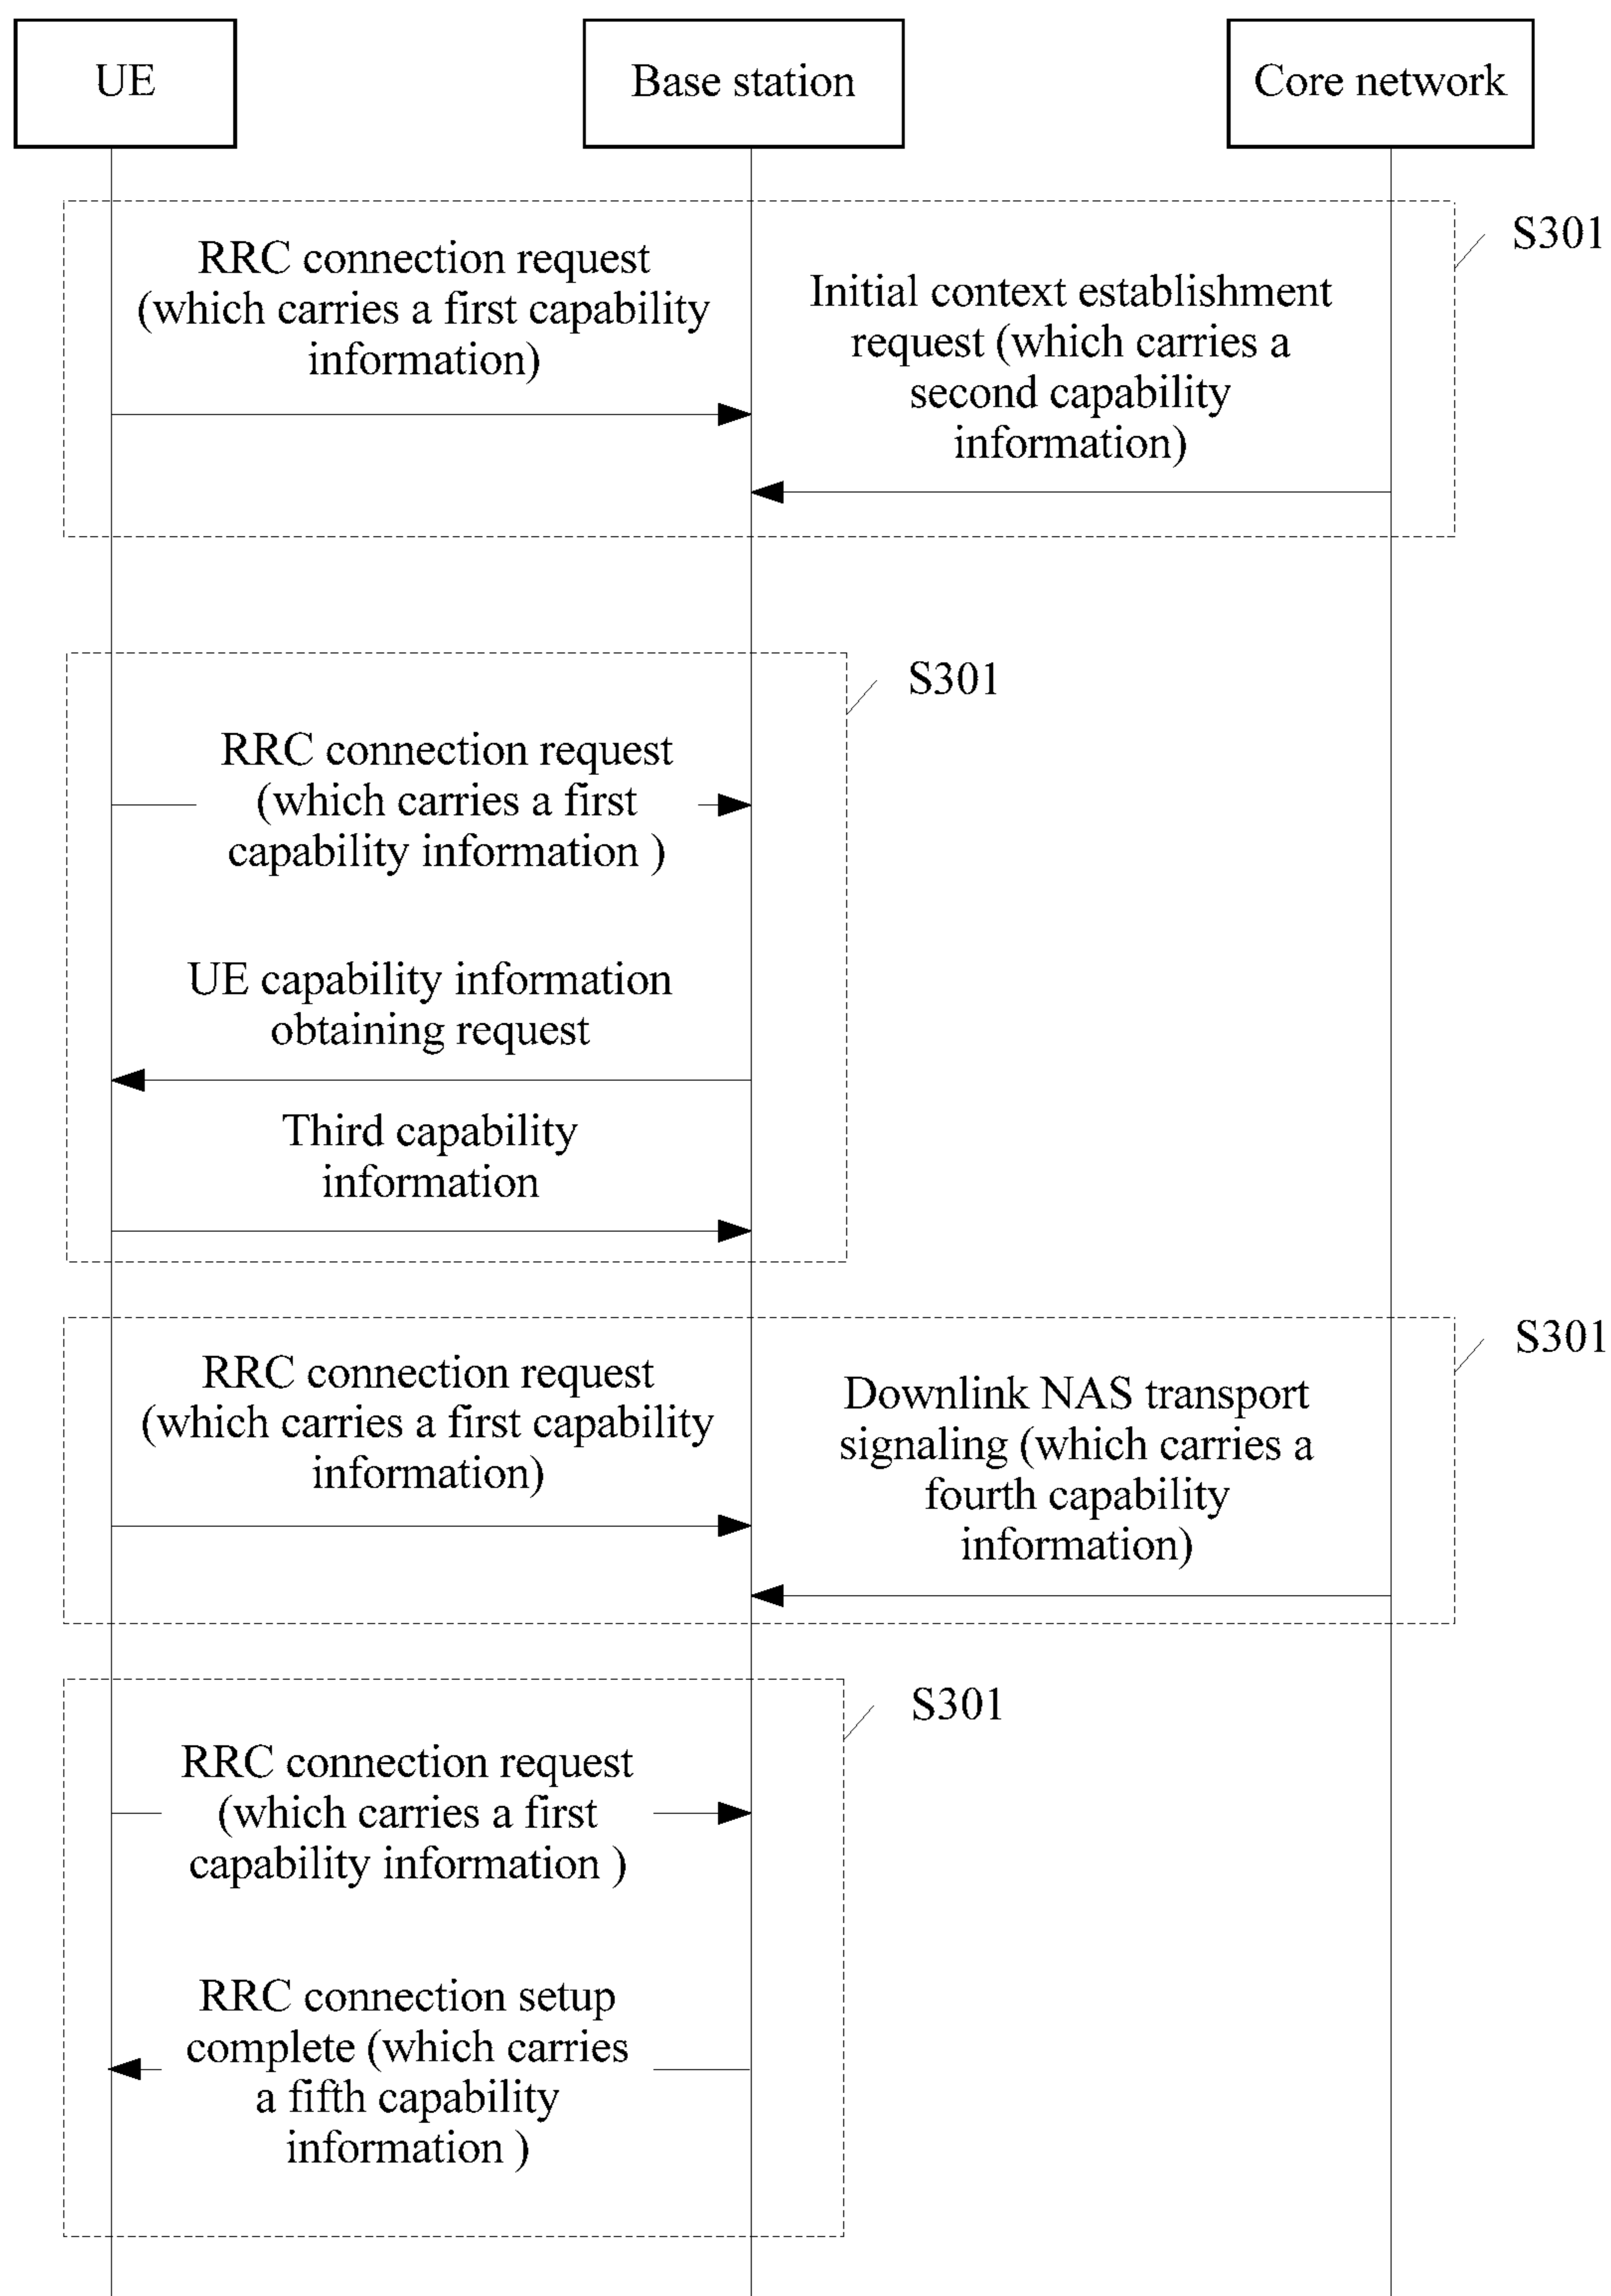 UE
Base station
Core network
S301
RRC connection request
(which carries a first capability
information)
Initial context establishment
request (which carries a
second capability
information)
S301
RRC connection request
(which carries a first
capability information )
UE capability information
obtaining request
Third capability
information
S301
RRC connection request
(which carries a first capability
information)
Downlink NAS transport
signaling (which carries a
fourth capability
information)
S301
RRC connection request
(which carries a first
capability information )
RRC connection setup
complete (which carries
a fifth capability
information )